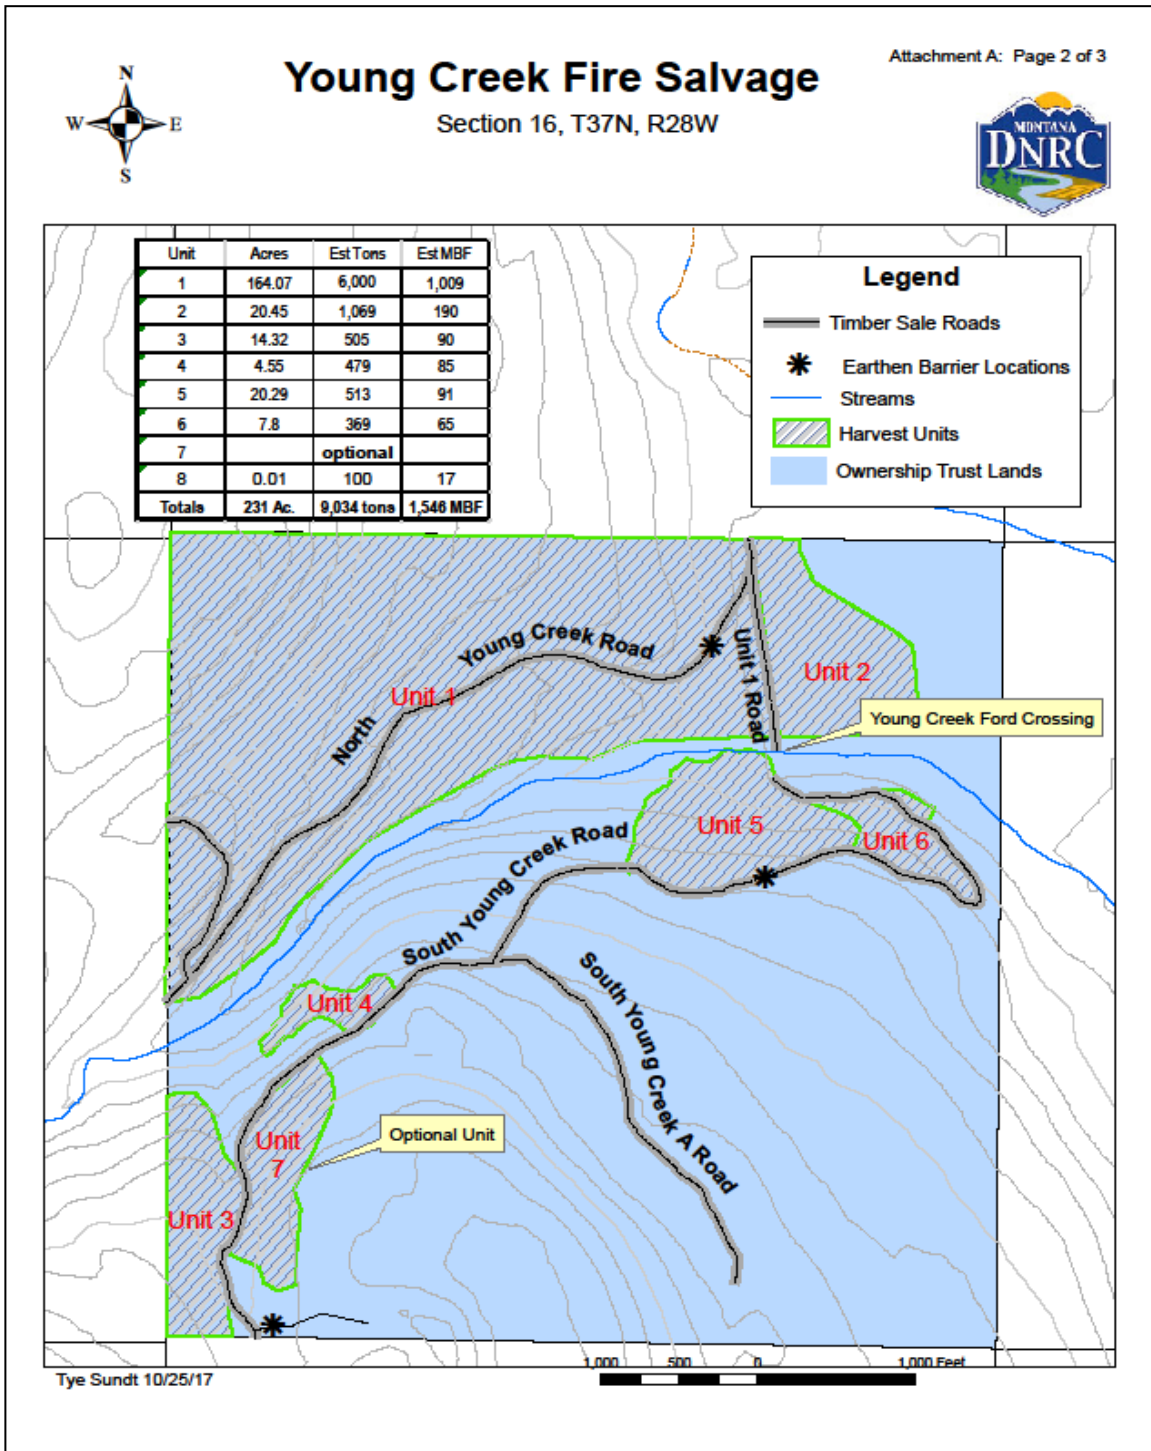 Attachment A: Page 2 of 3
Young Creek Fire Salvage
Section 16, T37N, R28W
N
W
E
S
MONTANA
DNRC
Unit Acres Est Tons Est MBF
1 164.07 6,000 1,009
2 20.45 1,069 190
3 14.32 505 90
4 4.55 479 85
5 20.29 513 91
6 7.8 369 65
7 optional
8 0.01 100 17
Totals 231 Ac. 9,034 tons 1,546 MBF
Legend
Timber Sale Roads
Earthen Barrier Locations
Streams
Harvest Units
Ownership Trust Lands
North Young Creek Road
Unit 1 Road
Unit 1
Unit 2
Young Creek Ford Crossing
Unit 5
Unit 6
South Young Creek Road
South Young Creek A Road
Unit 4
Unit
7
Optional Unit
Unit 3
1,000 500 0 1,000 Feet
Tye Sundt 10/25/17